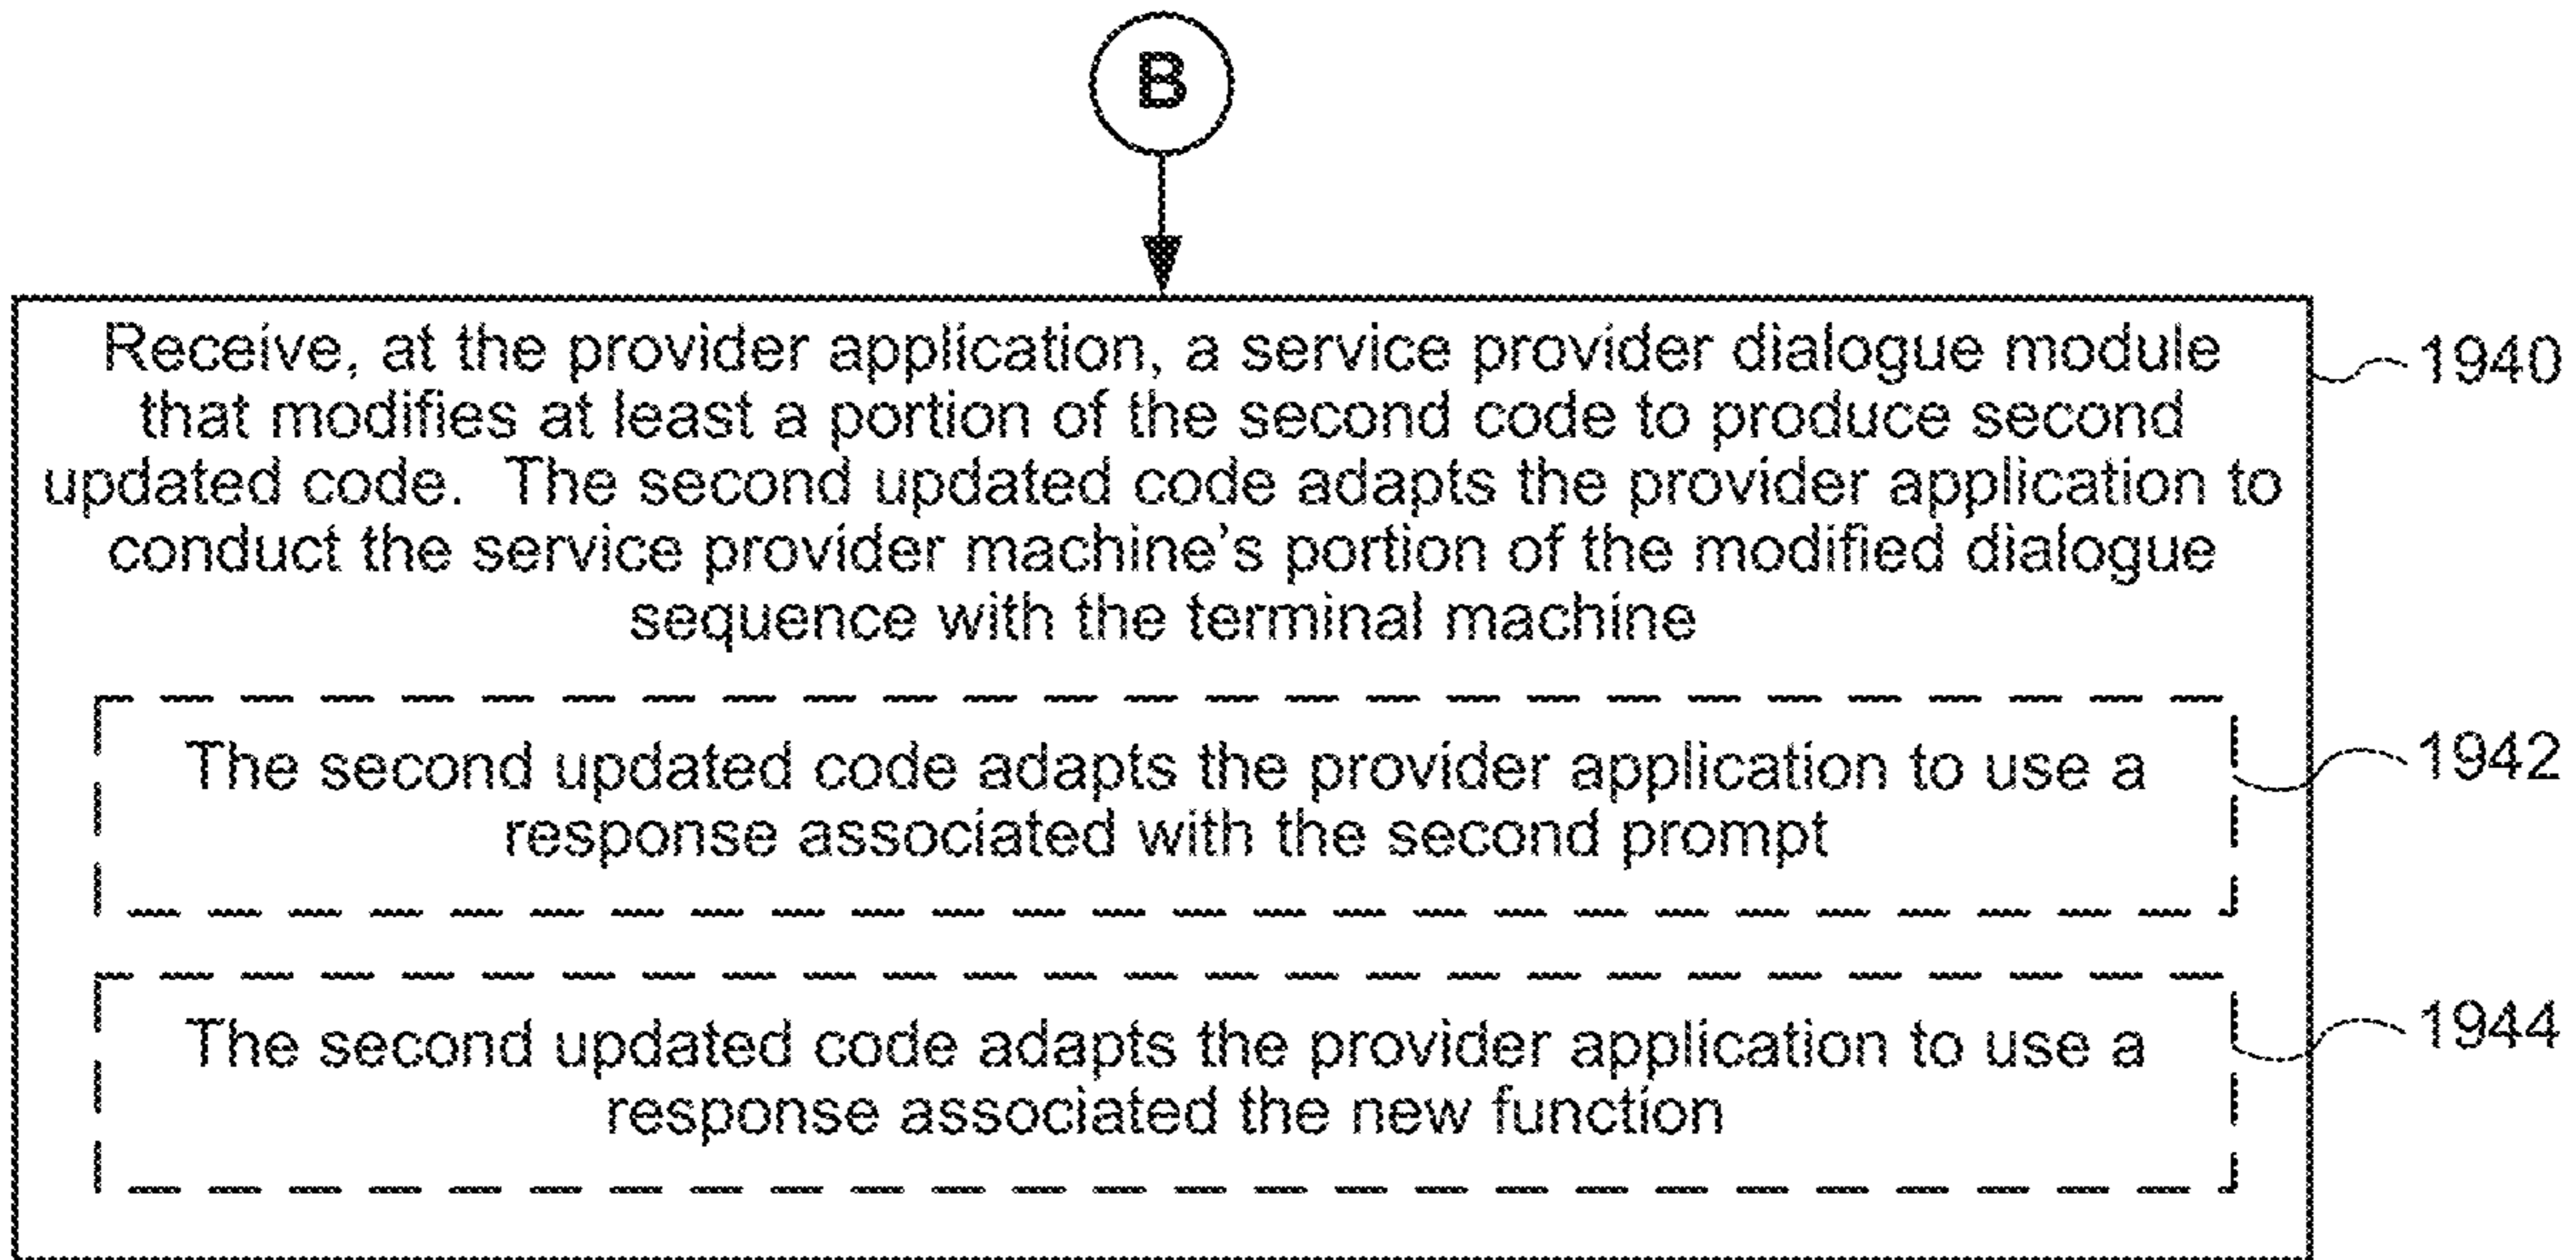 B
Receive, at the provider application, a service provider dialogue module
that modifies at least a portion of the second code to produce second
updated code.  The second updated code adapts the provider application to
conduct the service provider machine's portion of the modified dialogue
sequence with the terminal machine
1940
The second updated code adapts the provider application to use a
response associated with the second prompt
1942
The second updated code adapts the provider application to use a
response associated the new function
1944